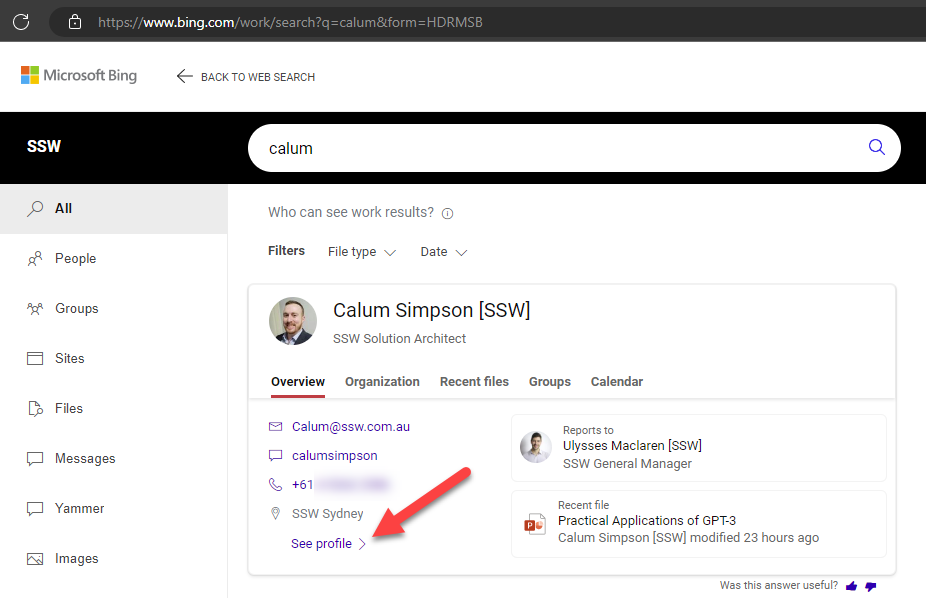 https://www.bing.com/work/search?q=calum&form=HDRMSB
Microsoft Bing
BACK TO WEB SEARCH
SSW
calum
All
People
Groups
Sites
Files
Messages
Yammer
Images
Who can see work results?
Filters File type Date
Calum Simpson [SSW]
SSW Solution Architect
Overview Organization Recent files Groups Calendar
Calum@ssw.com.au
calumsimpson
+61
SSW Sydney
See profile
Reports to
Ulysses Maclaren [SSW]
SSW General Manager
Recent file
Practical Applications of GPT-3
Calum Simpson [SSW] modified 23 hours ago
Was this answer useful?